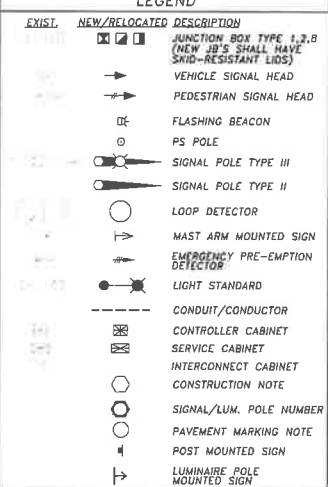 LEGEND
EXIST. NEW/RELOCATED DESCRIPTION
JUNCTION BOX TYPE 1,2,8
(NEW JB'S SHALL HAVE
SKID-RESISTANT LIDS)
VEHICLE SIGNAL HEAD
PEDESTRIAN SIGNAL HEAD
FLASHING BEACON
PS POLE
SIGNAL POLE TYPE III
SIGNAL POLE TYPE II
LOOP DETECTOR
MAST ARM MOUNTED SIGN
EMERGENCY PRE-EMPTION
DETECTOR
LIGHT STANDARD
CONDUIT/CONDUCTOR
CONTROLLER CABINET
SERVICE CABINET
INTERCONNECT CABINET
CONSTRUCTION NOTE
SIGNAL/LUM. POLE NUMBER
PAVEMENT MARKING NOTE
POST MOUNTED SIGN
LUMINAIRE POLE
MOUNTED SIGN